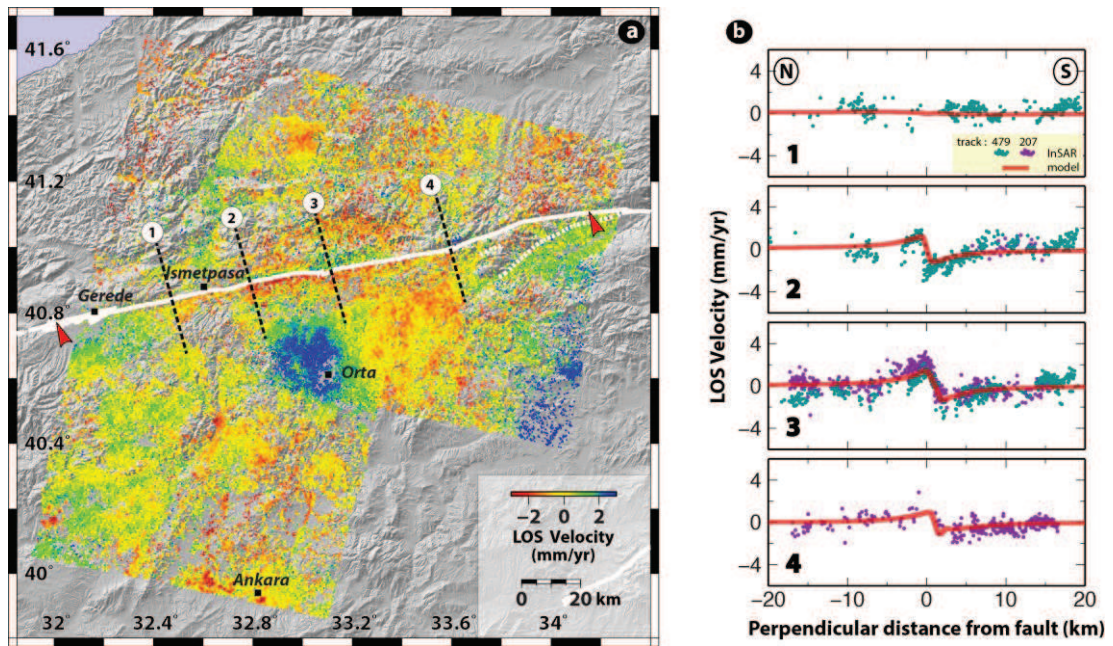 a
41.6°
41.2°
40.8°
40.4°
40°
32 32.4 32.8 33.2 33.6 34
1
2
3
4
Ismetpasa
Gerede
Orta
Ankara
−2 0 2
LOS Velocity
(mm/yr)
0 20 km
b
N S
4
0
−4
1
track : 479 207
InSAR
model
4
0
−4
2
4
0
−4
3
4
0
−4
4
LOS Velocity (mm/yr)
−20 −10 0 10 20
Perpendicular distance from fault (km)